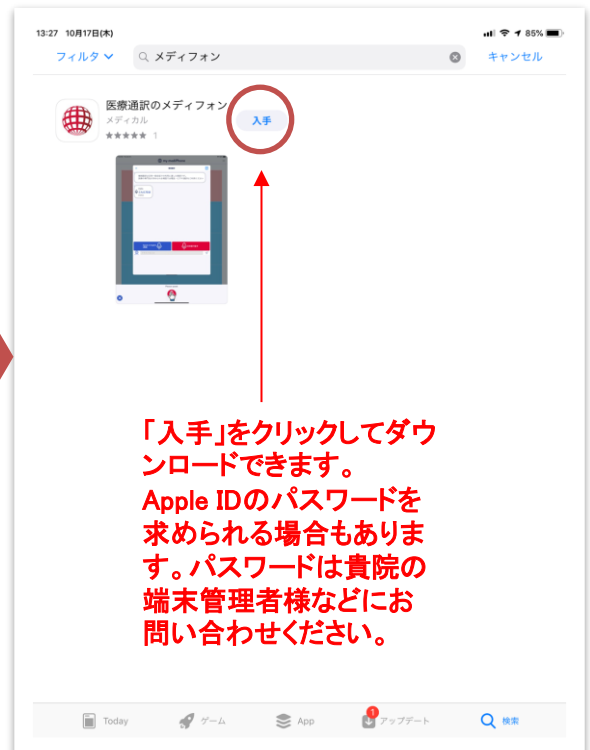 13:27 10月17日(木)
85%
フィルタ
メディフォン
キャンセル
医療通訳のメディフォン
メディカル
★★★★★ 1
入手
「入手」をクリックしてダウ
ンロードできます。
Apple IDのパスワードを
求められる場合もありま
す。パスワードは貴院の
端末管理者様などにお
問い合わせください。
Today
ゲーム
App
1
アップデート
検索